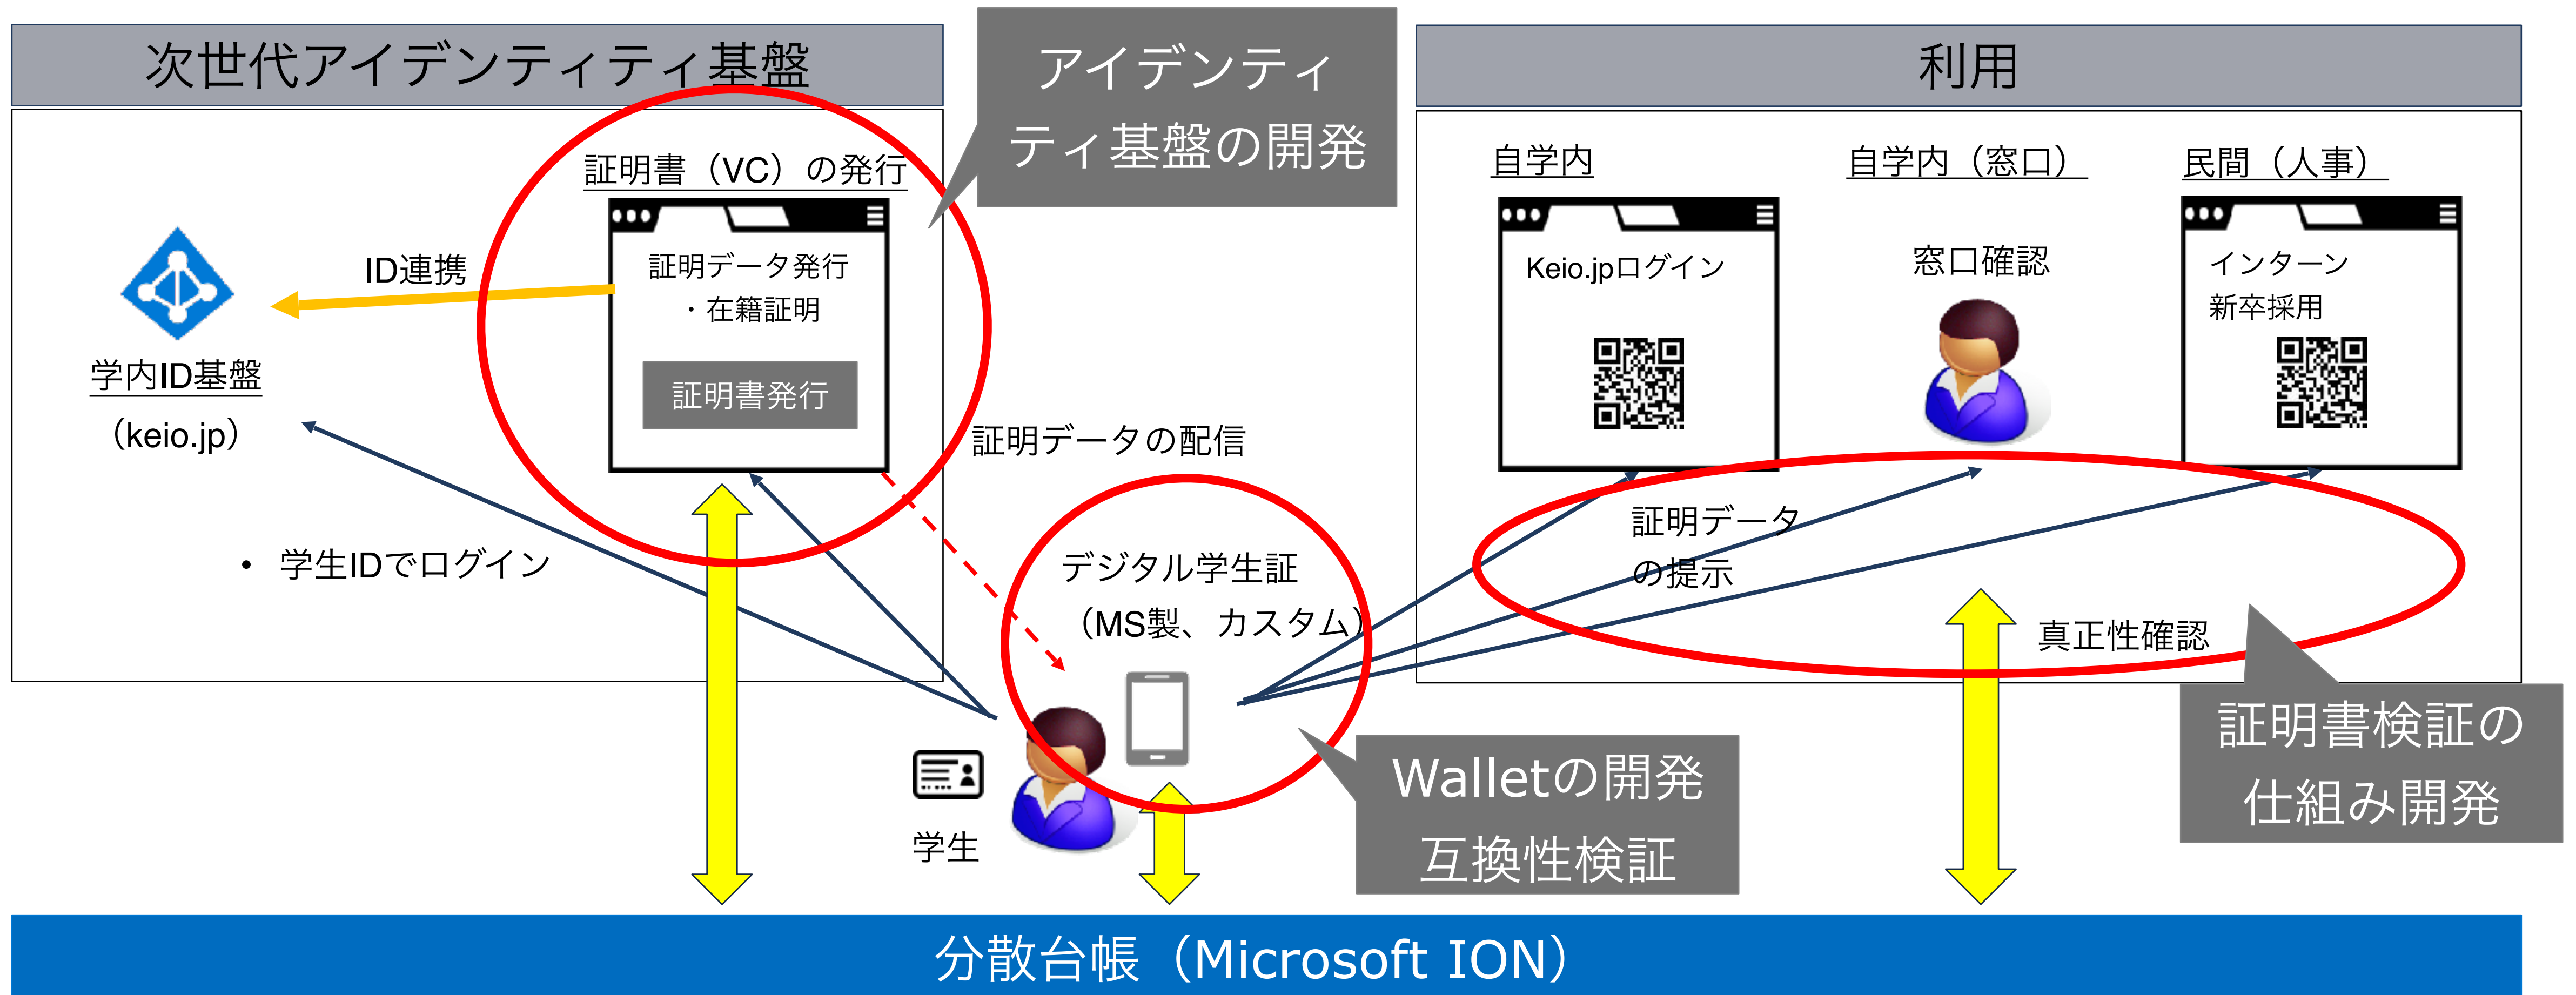 次世代アイデンティティ基盤
アイデンティ
ティ基盤の開発
利用
証明書（VC）の発行
ID連携
証明データ発行
・在籍証明
証明書発行
学内ID基盤
（keio.jp）
• 学生IDでログイン
証明データの配信
デジタル学生証
（MS製、カスタム）
学生
自学内
Keio.jpログイン
自学内（窓口）
窓口確認
民間（人事）
インターン
新卒採用
証明データ
の提示
真正性確認
Walletの開発
互換性検証
証明書検証の
仕組み開発
分散台帳（Microsoft ION）